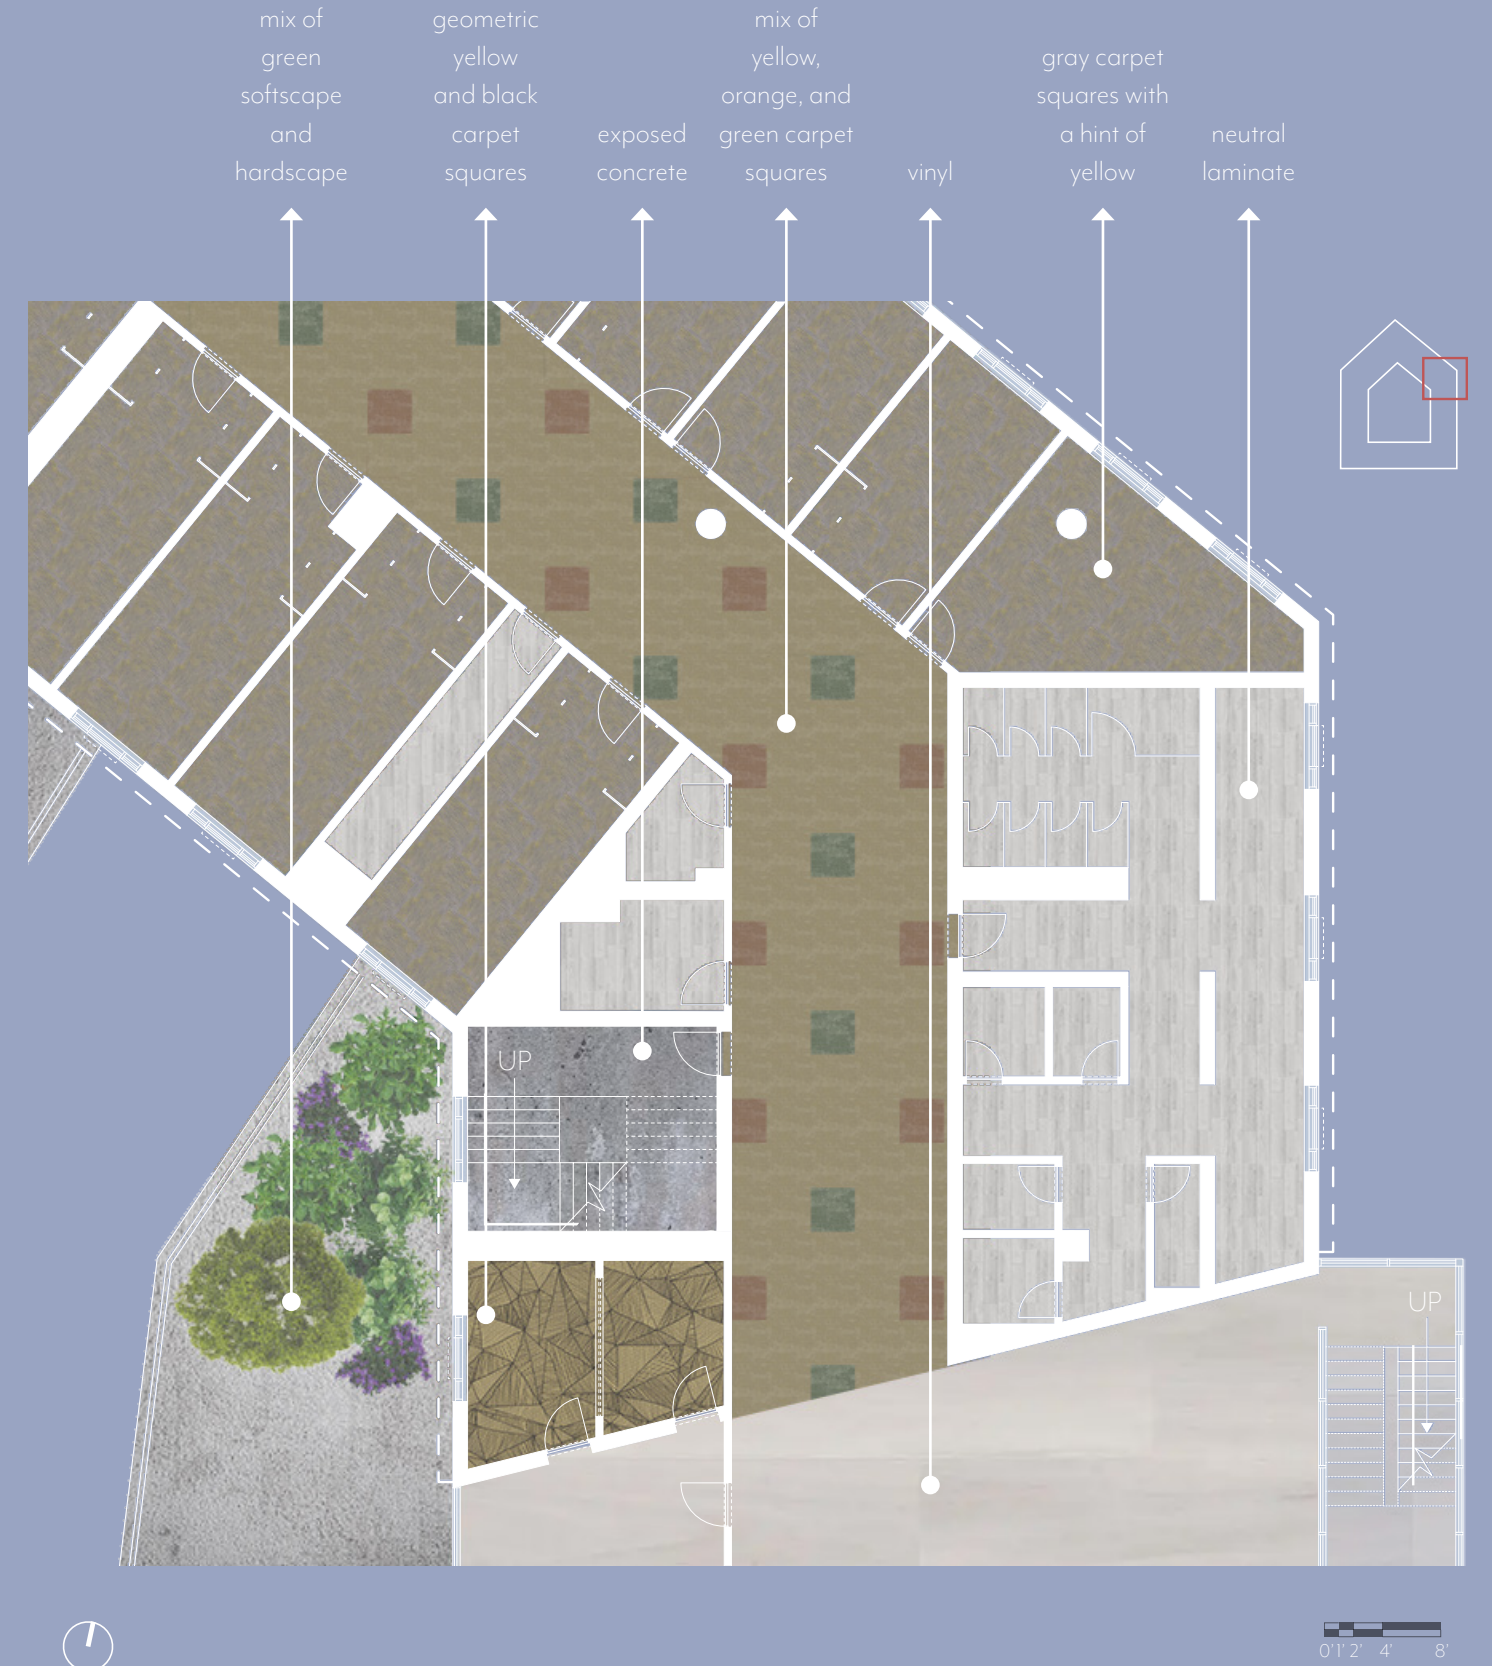 mix of
green
softscape
and
hardscape
geometric
yellow
and black
carpet
squares
exposed
concrete
mix of
yellow,
orange, and
green carpet
squares
vinyl
gray carpet
squares with
a hint of
yellow
neutral
laminate
UP
UP
0' 1' 2' 4' 8'